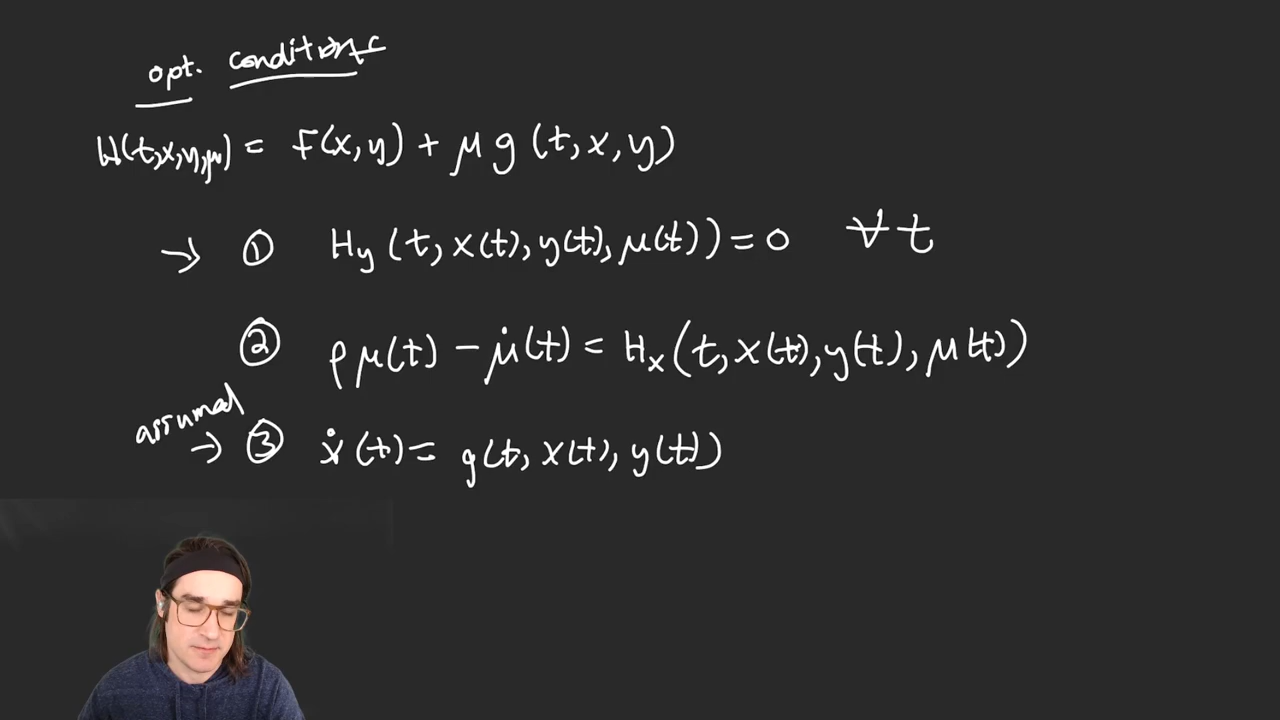 opt. conditions
H(t,x,y,μ) = F(x,y) + μ g (t,x,y)
→ ① H_y (t, x(t), y(t), μ(t)) = 0 ∀ t
② ρ μ(t) − μ̇(t) = H_x (t, x(t), y(t), μ(t))
assumed
→ ③ ẋ(t) = g(t, x(t), y(t))